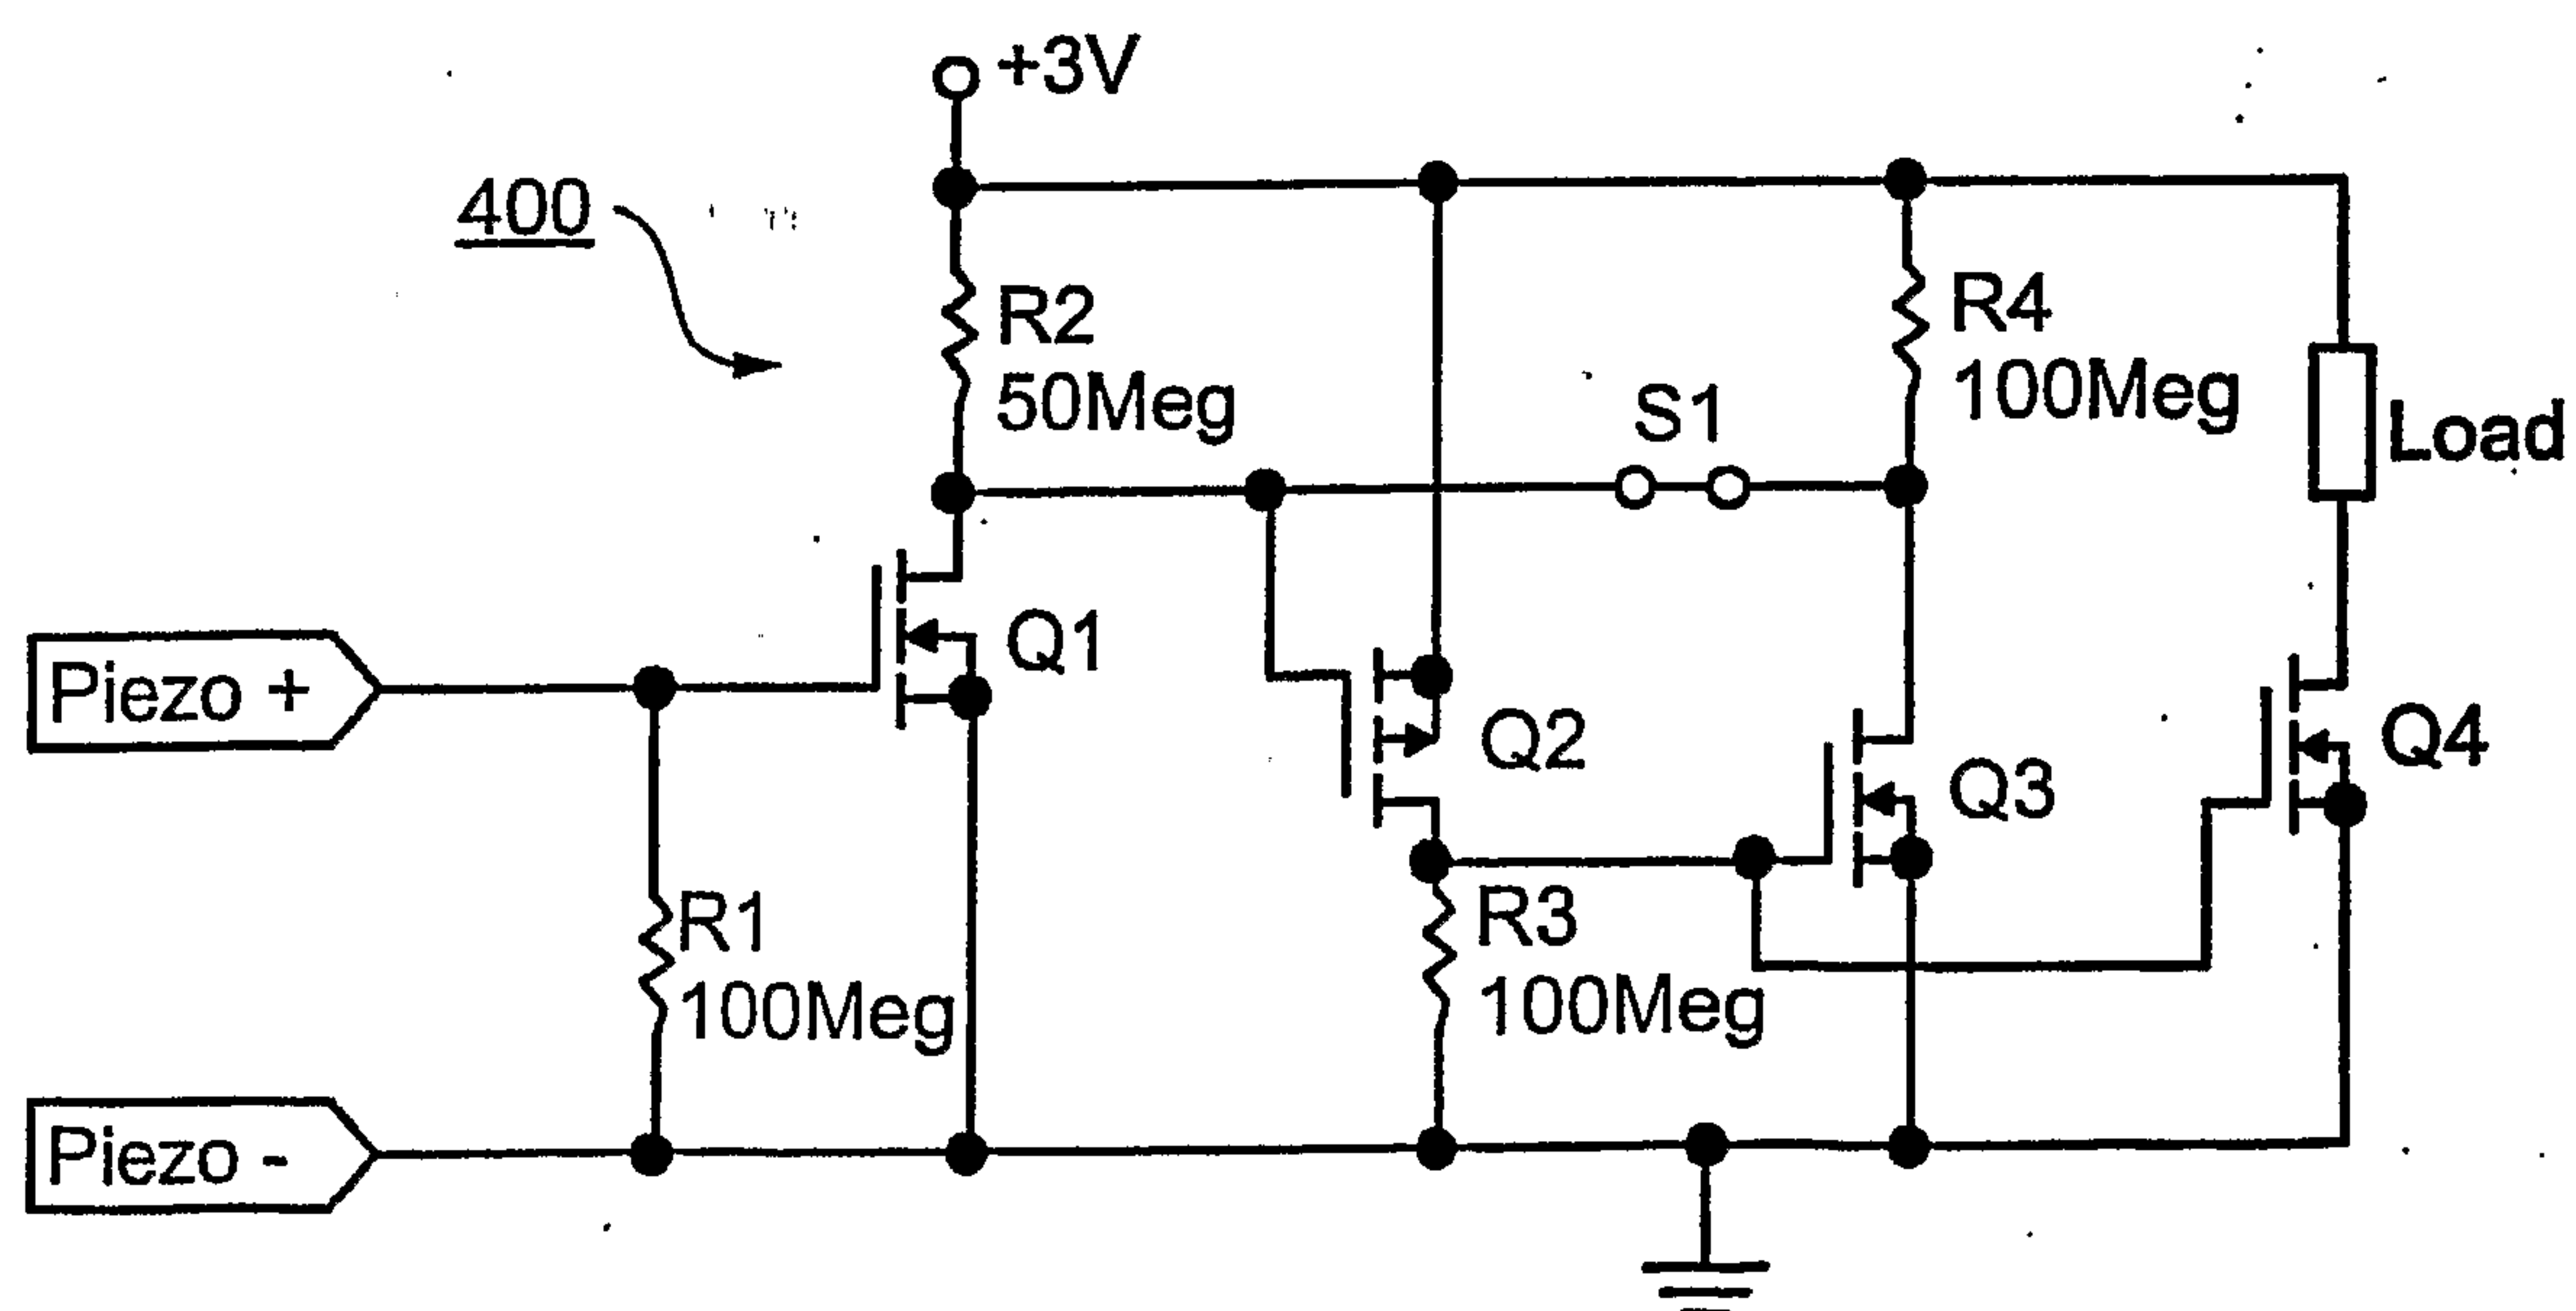 +3V
400
R2
50Meg
R4
100Meg
S1
Load
Q1
Piezo +
Q2
Q3
Q4
R1
100Meg
R3
100Meg
Piezo -